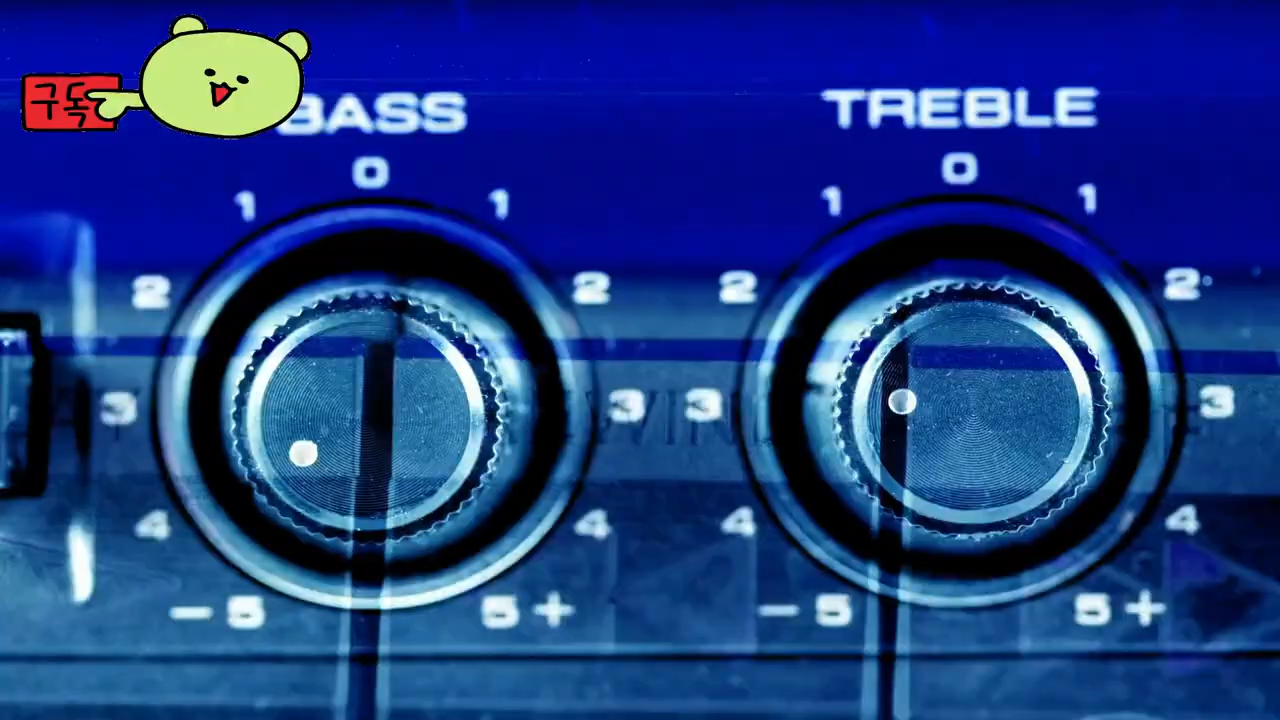 구독
BASS TREBLE
0 0
1 1 1 1
2 2 2 2
3 3 3 3
4 4 4 4
− 5 5 + − 5 5 +